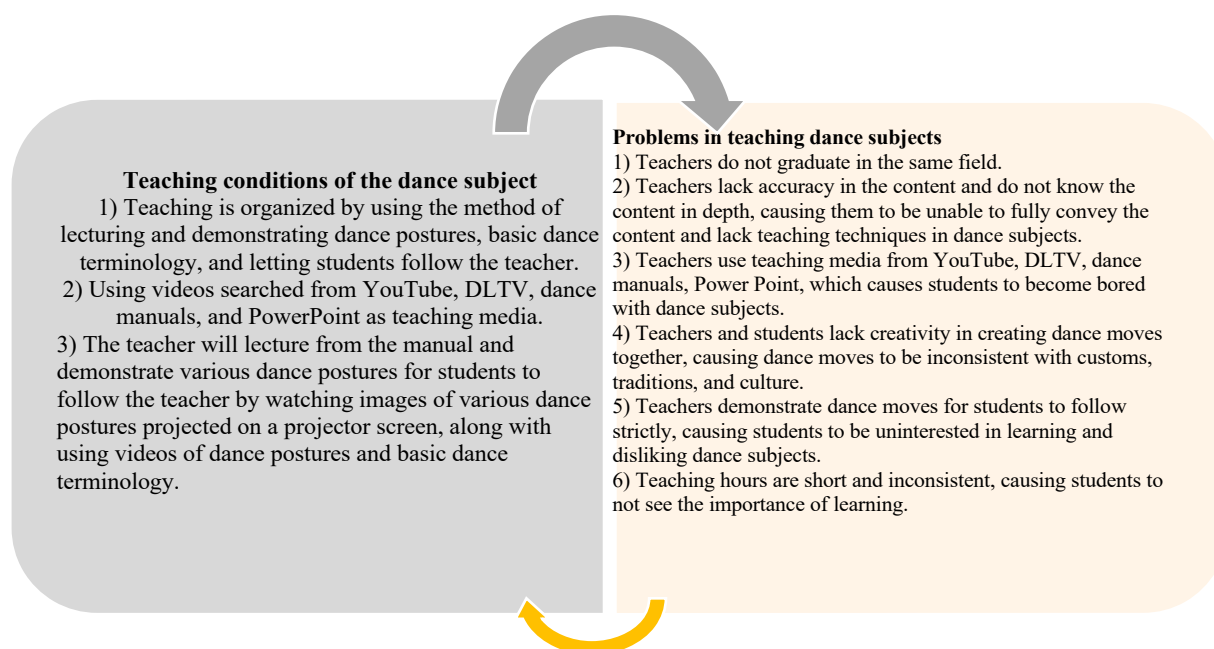 Teaching conditions of the dance subject
1) Teaching is organized by using the method of
lecturing and demonstrating dance postures, basic dance
terminology, and letting students follow the teacher.
2) Using videos searched from YouTube, DLTV, dance
manuals, and PowerPoint as teaching media.
3) The teacher will lecture from the manual and
demonstrate various dance postures for students to
follow the teacher by watching images of various dance
postures projected on a projector screen, along with
using videos of dance postures and basic dance
terminology.
Problems in teaching dance subjects
1) Teachers do not graduate in the same field.
2) Teachers lack accuracy in the content and do not know the
content in depth, causing them to be unable to fully convey the
content and lack teaching techniques in dance subjects.
3) Teachers use teaching media from YouTube, DLTV, dance
manuals, Power Point, which causes students to become bored
with dance subjects.
4) Teachers and students lack creativity in creating dance moves
together, causing dance moves to be inconsistent with customs,
traditions, and culture.
5) Teachers demonstrate dance moves for students to follow
strictly, causing students to be uninterested in learning and
disliking dance subjects.
6) Teaching hours are short and inconsistent, causing students to
not see the importance of learning.